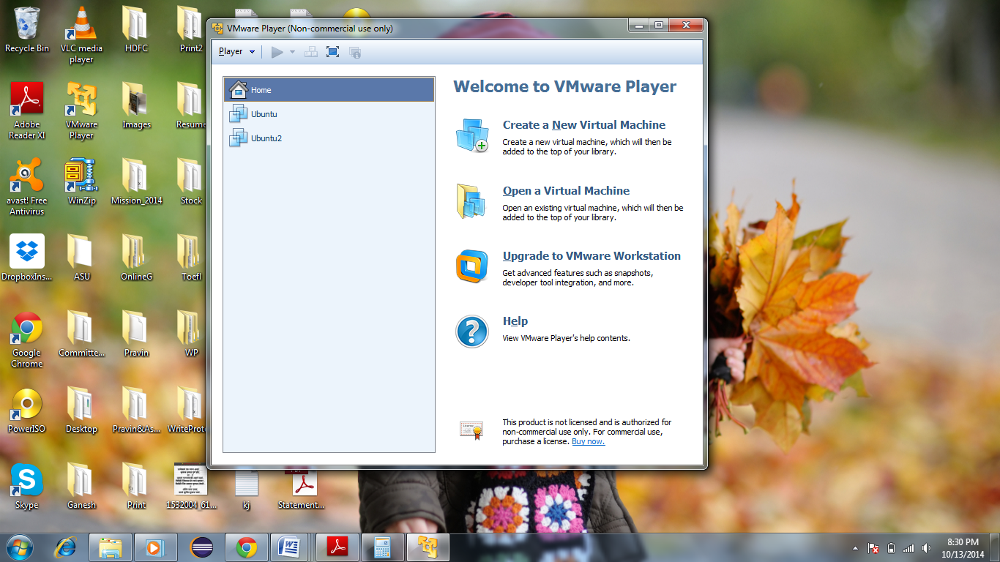 VMware Player (Non-commercial use only)
Player
Home
Ubuntu
Ubuntu2
Welcome to VMware Player
Create a New Virtual Machine
Create a new virtual machine, which will then be
added to the top of your library.
Open a Virtual Machine
Open an existing virtual machine, which will then be
added to the top of your library.
Upgrade to VMware Workstation
Get advanced features such as snapshots,
developer tool integration, and more.
Help
View VMware Player's help contents.
This product is not licensed and is authorized for
non-commercial use only. For commercial use,
purchase a license. Buy now.
Recycle Bin
VLC media
player
HDFC
Print2
Adobe
Reader XI
VMware
Player
Images
Resume
avast! Free
Antivirus
WinZip
Mission_2014
Stock
DropboxIns...
ASU
OnlineG
Toefl
Google
Chrome
Committe...
Pravin
WP
PowerISO
Desktop
Pravin&As...
WriteProt
Skype
Ganesh
Print
1532004_61...
kj
Statement...
8:30 PM
10/13/2014